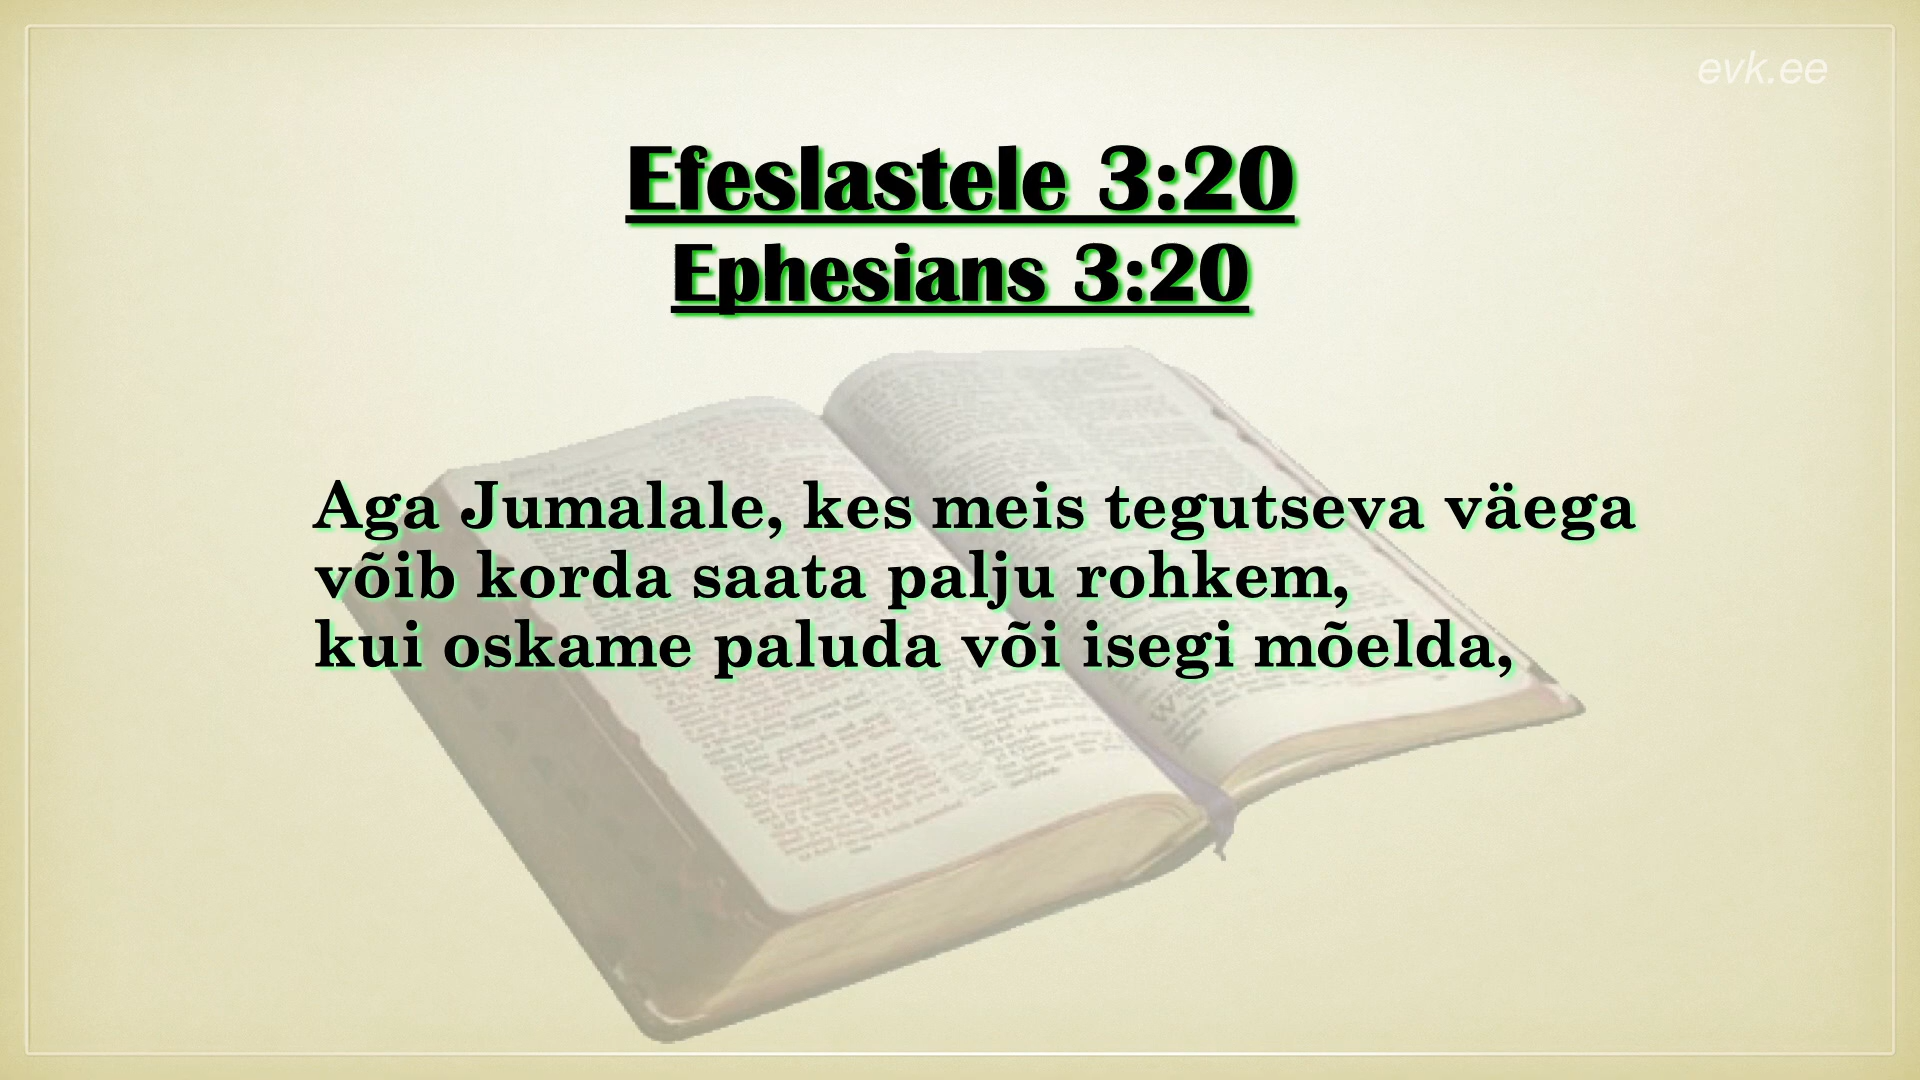 evk.ee
Efeslastele 3:20
Ephesians 3:20
Aga Jumalale, kes meis tegutseva väega
võib korda saata palju rohkem,
kui oskame paluda või isegi mõelda,